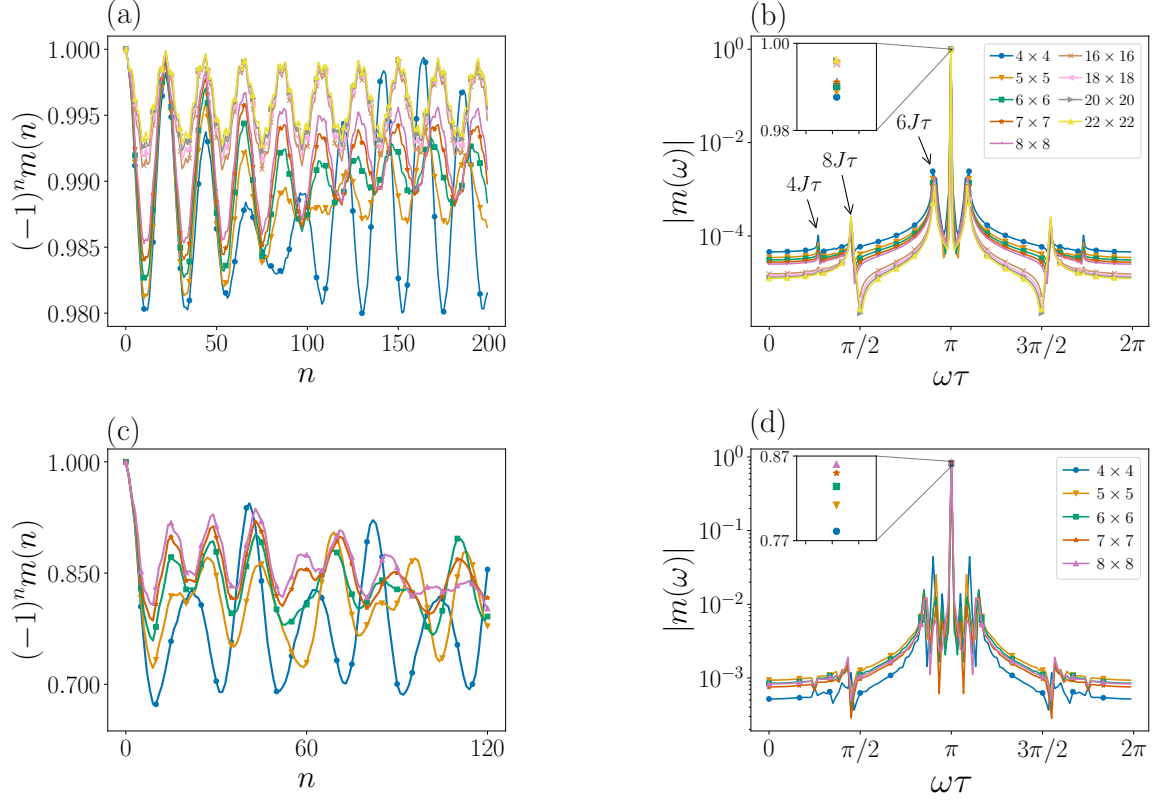 (a)
1.000
0.995
0.990
0.985
0.980
(−1)ⁿm(n)
0 50 100 150 200
n
(b)
10⁰
10⁻²
10⁻⁴
|m(ω)|
1.00
0.98
6Jτ
8Jτ
4Jτ
4 × 4
5 × 5
6 × 6
7 × 7
8 × 8
16 × 16
18 × 18
20 × 20
22 × 22
0 π/2 π 3π/2 2π
ωτ
(c)
1.000
0.850
0.700
(−1)ⁿm(n)
0 60 120
n
(d)
10⁰
10⁻¹
10⁻²
10⁻³
|m(ω)|
0.87
0.77
4 × 4
5 × 5
6 × 6
7 × 7
8 × 8
0 π/2 π 3π/2 2π
ωτ